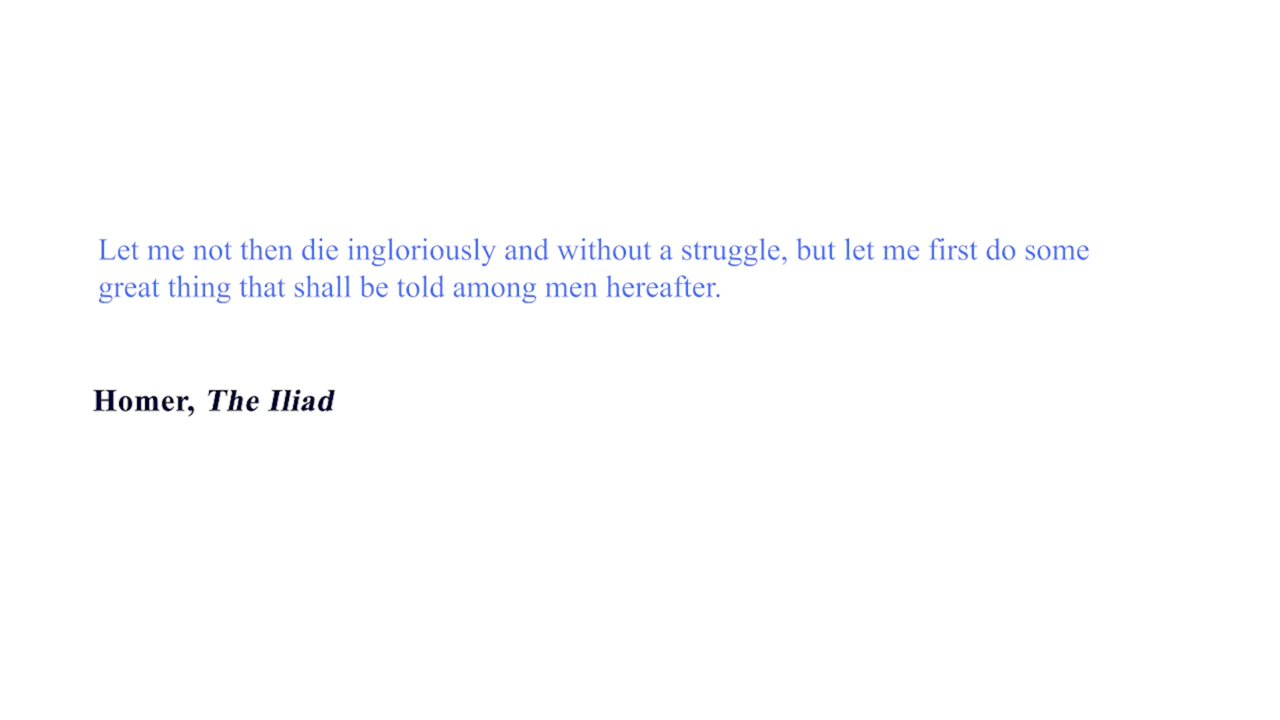 Let me not then die ingloriously and without a struggle, but let me first do some
great thing that shall be told among men hereafter.
Homer, The Iliad